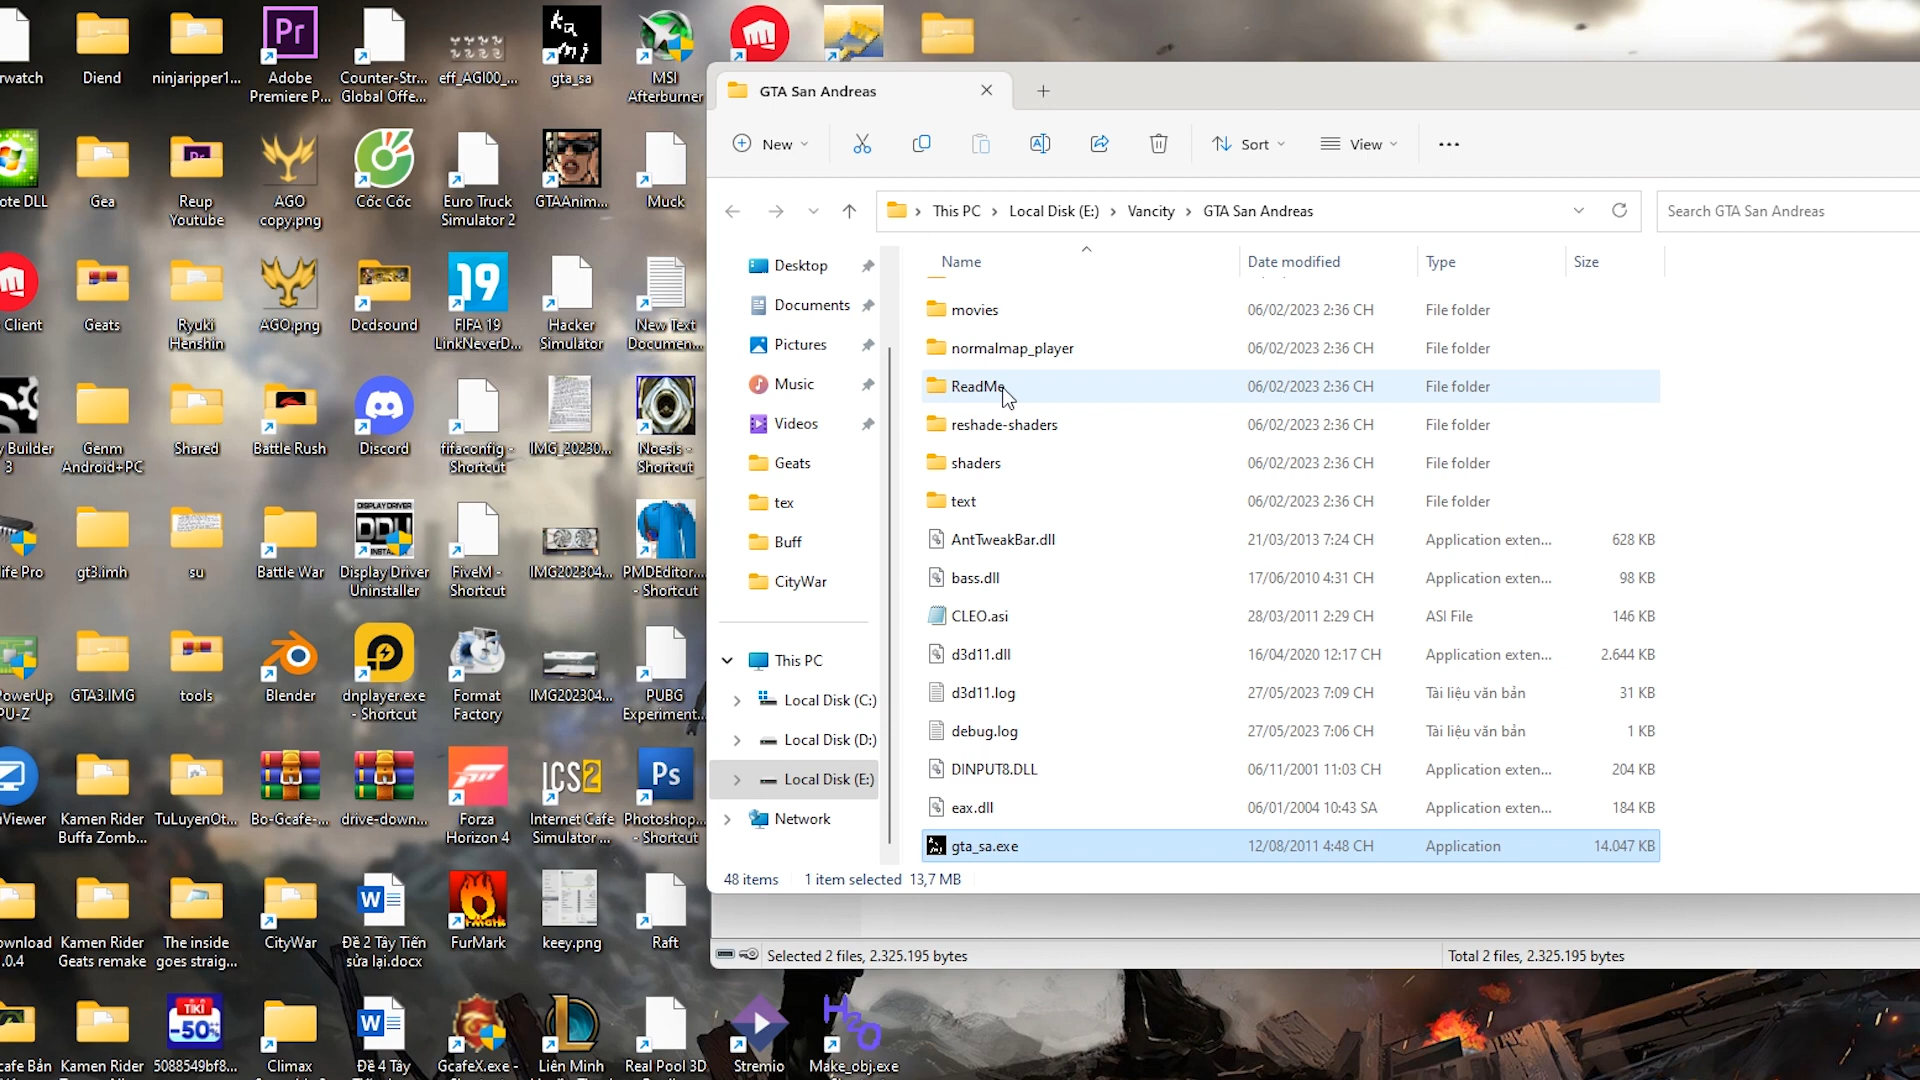 rwatch
Diend
ninjaripper1...
Adobe
Premiere P...
Counter-Str...
Global Offe...
eff_AGI00_...
gta_sa
MSI
Afterburner
ote DLL
Gea
Reup
Youtube
AGO
copy.png
Cốc Cốc
Euro Truck
Simulator 2
GTAAnim...
Muck
Client
Geats
Ryuki
Henshin
AGO.png
Dcdsound
19
FIFA 19
LinkNeverD...
Hacker
Simulator
New Text
Documen...
y Builder
3
Genm
Android+PC
Shared
Battle Rush
Discord
fifaconfig -
Shortcut
IMG_20230...
Noesis -
Shortcut
ife Pro
gt3.imh
su
Battle War
DISPLAY DRIVER
DDU
Display Driver
Uninstaller
FiveM -
Shortcut
IMG202304...
PMDEditor....
- Shortcut
PowerUp
PU-Z
GTA3.IMG
tools
Blender
dnplayer.exe
- Shortcut
Format
Factory
IMG202304...
PUBG
Experiment...
aViewer
Kamen Rider
Buffa Zomb...
TuLuyenOt...
Bo-Gcafe-...
drive-down...
Forza
Horizon 4
ICS2
Internet Cafe
Simulator ...
Ps
Photoshop...
- Shortcut
ownload
.0.4
Kamen Rider
Geats remake
The inside
goes straig...
CityWar
Đề 2 Tây Tiến
sửa lại.docx
FurMark
keey.png
Raft
cafe Bản
Kamen Rider
TIKI
-50%
5088549bf8...
Climax
Đề 4 Tây
GcafeX.exe -
Liên Minh
Real Pool 3D
Stremio
H2O
Make_obj.exe
GTA San Andreas
New
Sort
View
This PC
Local Disk (E:)
Vancity
GTA San Andreas
Search GTA San Andreas
Name
Date modified
Type
Size
Desktop
Documents
Pictures
Music
Videos
Geats
tex
Buff
CityWar
This PC
Local Disk (C:)
Local Disk (D:)
Local Disk (E:)
Network
movies 06/02/2023 2:36 CH File folder
normalmap_player 06/02/2023 2:36 CH File folder
ReadMe 06/02/2023 2:36 CH File folder
reshade-shaders 06/02/2023 2:36 CH File folder
shaders 06/02/2023 2:36 CH File folder
text 06/02/2023 2:36 CH File folder
AntTweakBar.dll 21/03/2013 7:24 CH Application exten... 628 KB
bass.dll 17/06/2010 4:31 CH Application exten... 98 KB
CLEO.asi 28/03/2011 2:29 CH ASI File 146 KB
d3d11.dll 16/04/2020 12:17 CH Application exten... 2.644 KB
d3d11.log 27/05/2023 7:09 CH Tài liệu văn bản 31 KB
debug.log 27/05/2023 7:06 CH Tài liệu văn bản 1 KB
DINPUT8.DLL 06/11/2001 11:03 CH Application exten... 204 KB
eax.dll 06/01/2004 10:43 SA Application exten... 184 KB
gta_sa.exe 12/08/2011 4:48 CH Application 14.047 KB
48 items
1 item selected 13,7 MB
Selected 2 files, 2.325.195 bytes
Total 2 files, 2.325.195 bytes